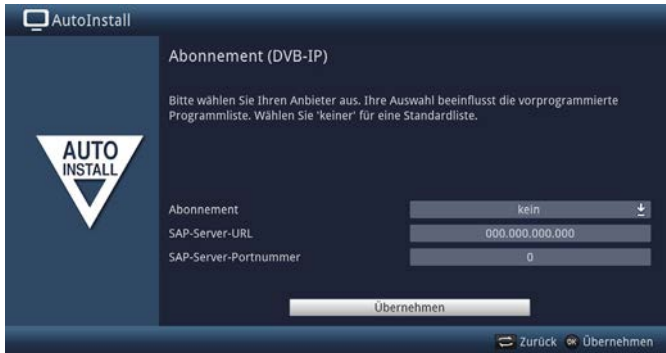 AutoInstall
Abonnement (DVB-IP)
Bitte wählen Sie Ihren Anbieter aus. Ihre Auswahl beeinflusst die vorprogrammierte
Programmliste. Wählen Sie 'keiner' für eine Standardliste.
AUTO
INSTALL
Abonnement kein
SAP-Server-URL 000.000.000.000
SAP-Server-Portnummer 0
Übernehmen
Zurück OK Übernehmen